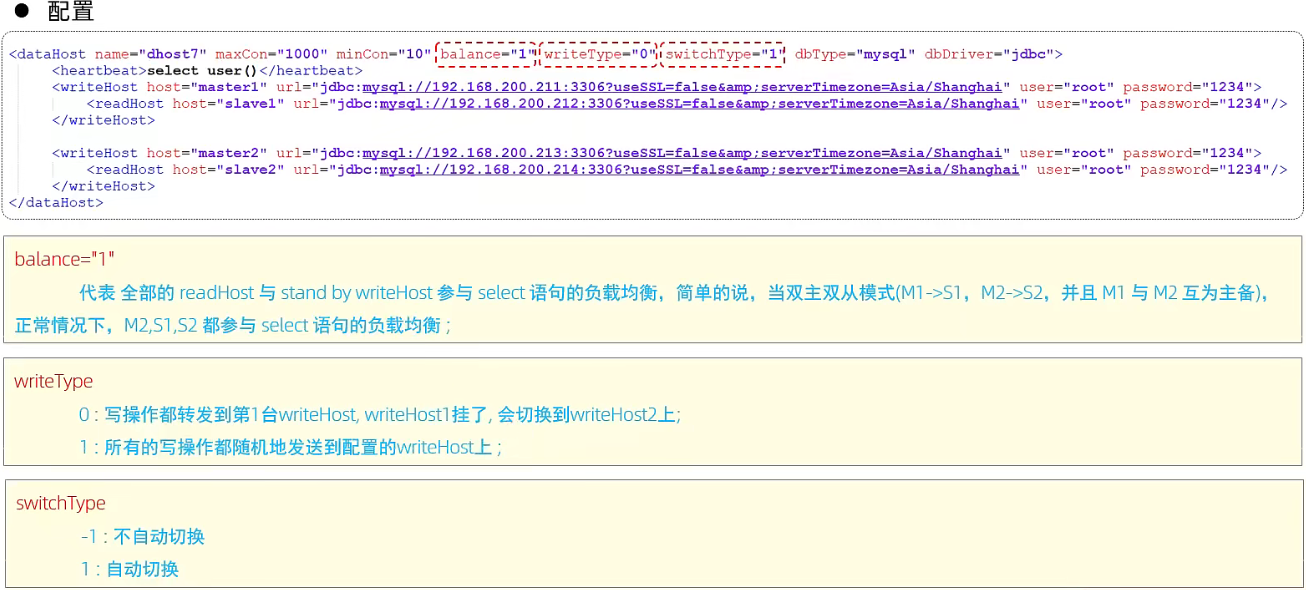 ● 配置
<dataHost name="dhost7" maxCon="1000" minCon="10" balance="1" writeType="0" switchType="1" dbType="mysql" dbDriver="jdbc">
<heartbeat>select user()</heartbeat>
<writeHost host="master1" url="jdbc:mysql://192.168.200.211:3306?useSSL=false&amp;serverTimezone=Asia/Shanghai" user="root" password="1234">
<readHost host="slave1" url="jdbc:mysql://192.168.200.212:3306?useSSL=false&amp;serverTimezone=Asia/Shanghai" user="root" password="1234"/>
</writeHost>
<writeHost host="master2" url="jdbc:mysql://192.168.200.213:3306?useSSL=false&amp;serverTimezone=Asia/Shanghai" user="root" password="1234">
<readHost host="slave2" url="jdbc:mysql://192.168.200.214:3306?useSSL=false&amp;serverTimezone=Asia/Shanghai" user="root" password="1234"/>
</writeHost>
</dataHost>
balance="1"
代表 全部的 readHost 与 stand by writeHost 参与 select 语句的负载均衡，简单的说，当双主双从模式(M1->S1，M2->S2，并且 M1 与 M2 互为主备)，
正常情况下，M2,S1,S2 都参与 select 语句的负载均衡 ;
writeType
0 : 写操作都转发到第1台writeHost, writeHost1挂了, 会切换到writeHost2上;
1 : 所有的写操作都随机地发送到配置的writeHost上 ;
switchType
-1 : 不自动切换
1 : 自动切换